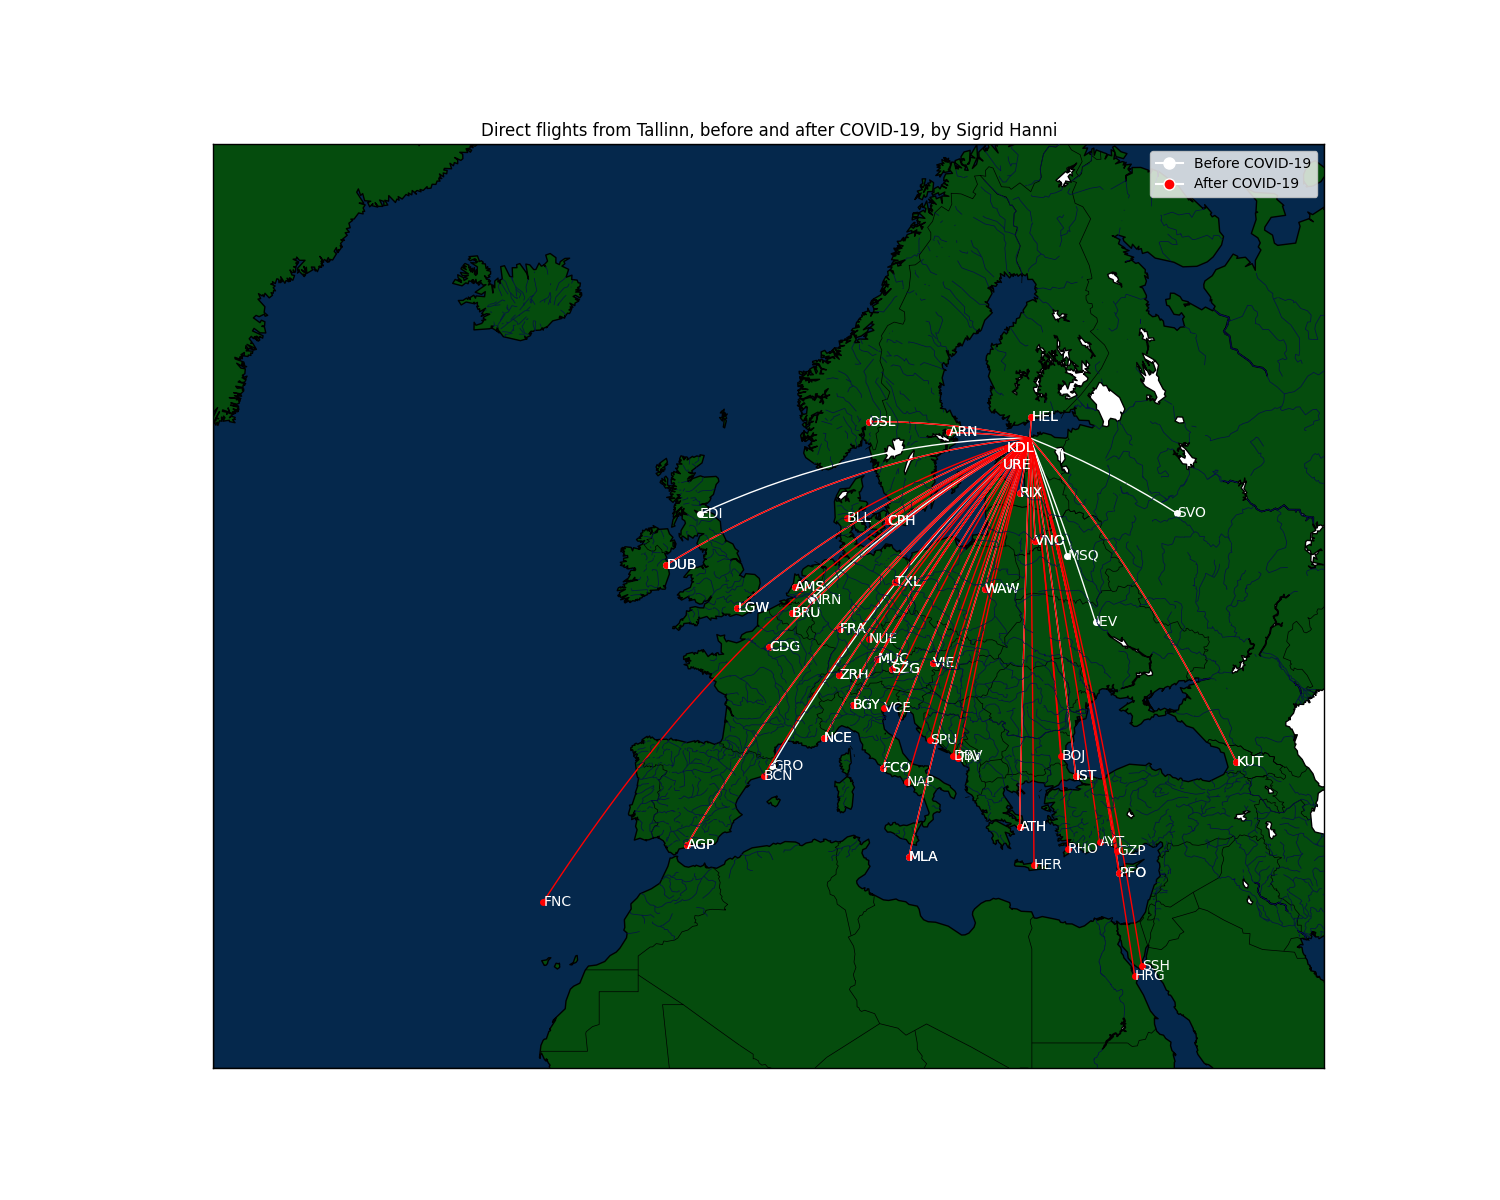 Direct flights from Tallinn, before and after COVID-19, by Sigrid Hanni
Before COVID-19
After COVID-19
HEL
OSL
ARN
KDL
URE
RIX
EDI
SVO
BLL
CPH
VNO
MSQ
DUB
TXL
AMS
WAW
NRN
LGW
BRU
IEV
FRA
NUE
CDG
MUC
VIE
SZG
ZRH
BGY
VCE
NCE
SPU
DBV
TIV
BOJ
KUT
GRO
FCO
BCN
IST
NAP
ATH
AGP
AYT
RHO
GZP
MLA
HER
PFO
FNC
SSH
HRG